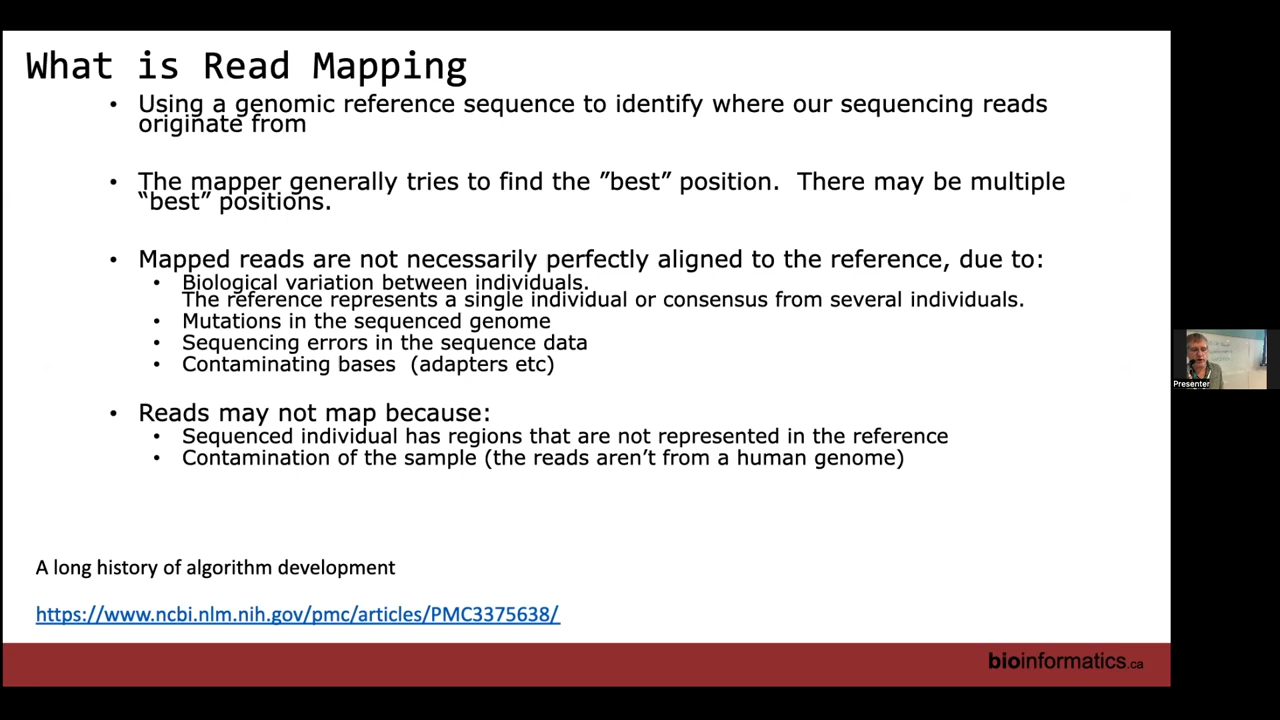 What is Read Mapping
• Using a genomic reference sequence to identify where our sequencing reads
originate from
• The mapper generally tries to find the ”best” position.  There may be multiple
“best” positions.
• Mapped reads are not necessarily perfectly aligned to the reference, due to:
• Biological variation between individuals.
The reference represents a single individual or consensus from several individuals.
• Mutations in the sequenced genome
• Sequencing errors in the sequence data
• Contaminating bases  (adapters etc)
• Reads may not map because:
• Sequenced individual has regions that are not represented in the reference
• Contamination of the sample (the reads aren’t from a human genome)
A long history of algorithm development
https://www.ncbi.nlm.nih.gov/pmc/articles/PMC3375638/
bioinformatics.ca
Presenter